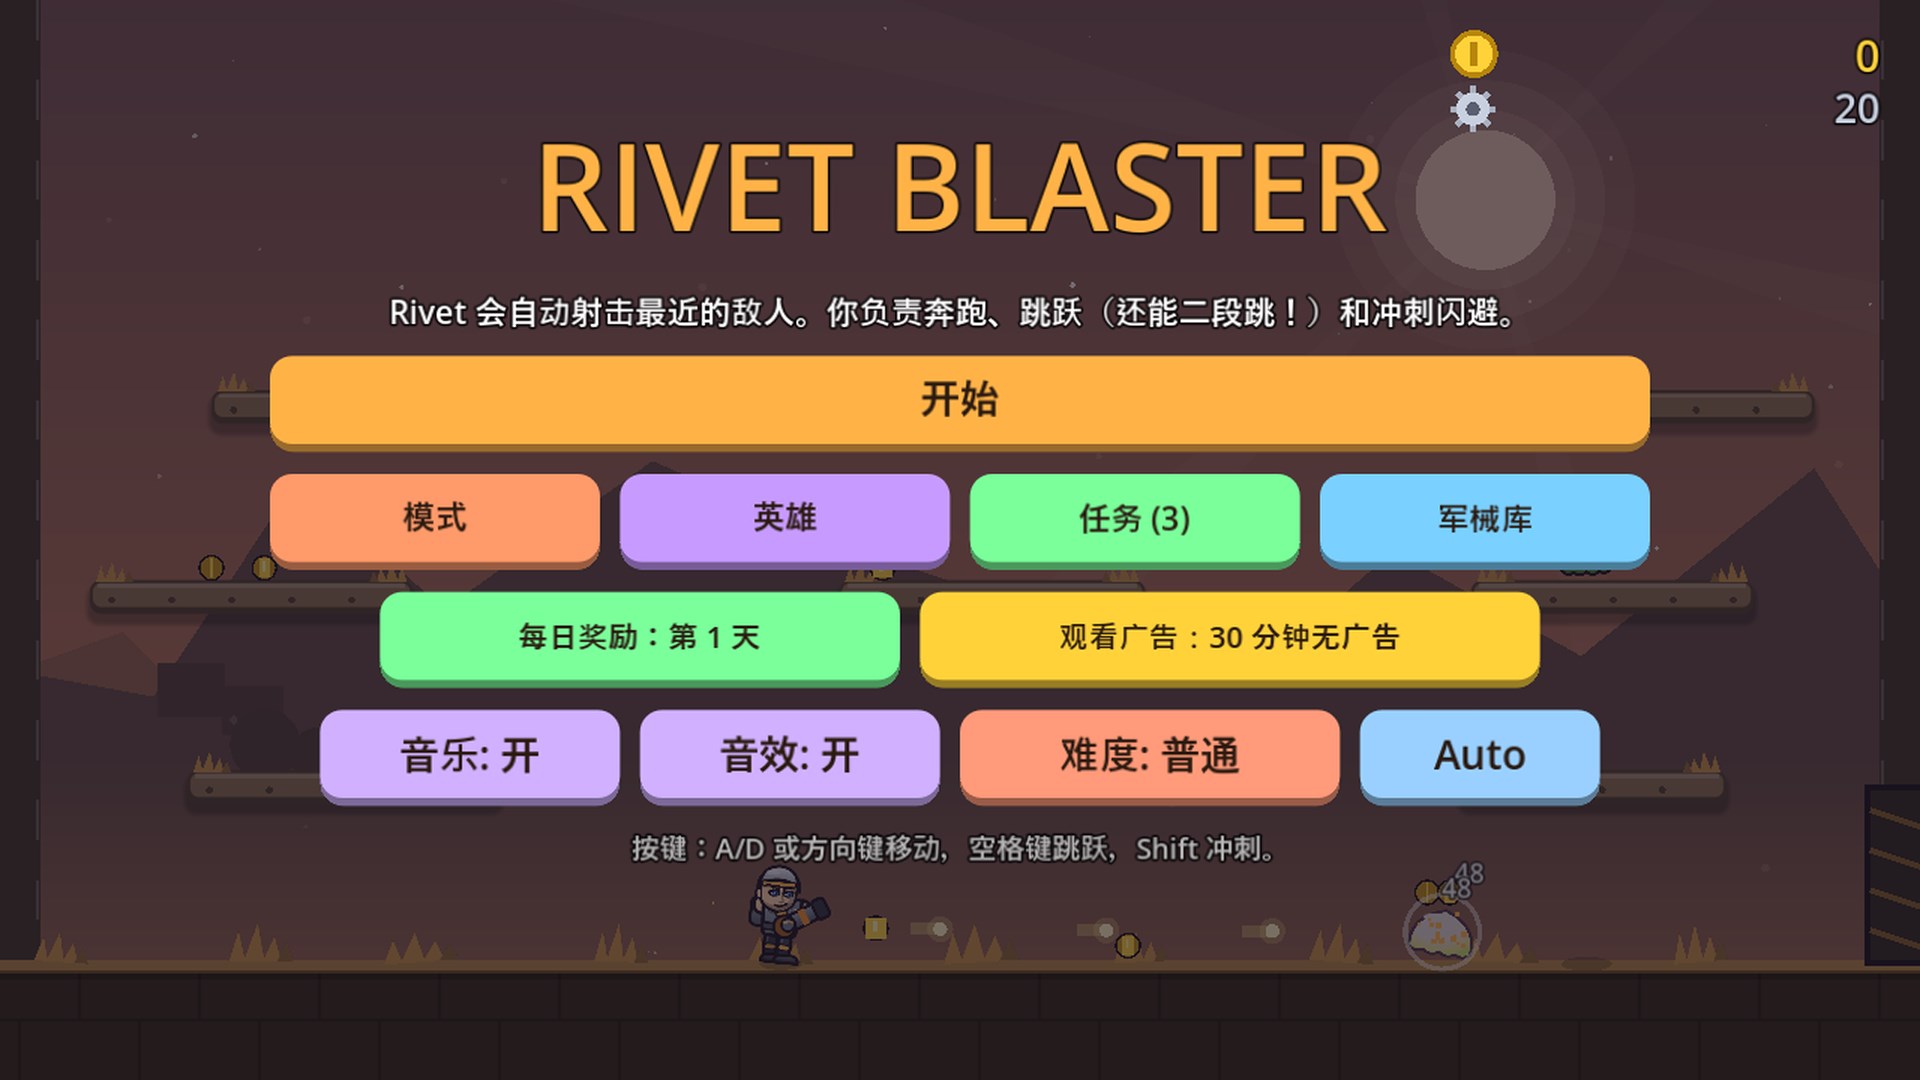 0
20
RIVET BLASTER
Rivet 会自动射击最近的敌人。你负责奔跑、跳跃（还能二段跳！）和冲刺闪避。
开始
模式
英雄
任务 (3)
军械库
每日奖励：第 1 天
观看广告：30 分钟无广告
音乐: 开
音效: 开
难度: 普通
Auto
按键：A/D 或方向键移动，空格键跳跃，Shift 冲刺。
48
48